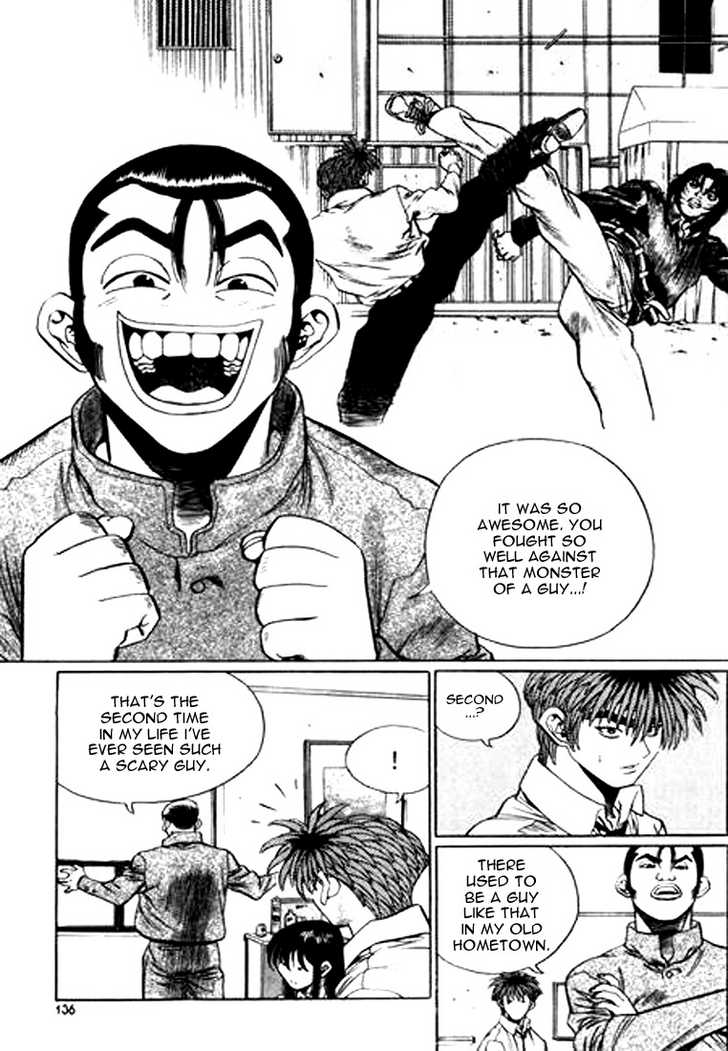 IT WAS SO
AWESOME. YOU
FOUGHT SO
WELL AGAINST
THAT MONSTER
OF A GUY...!
SECOND
...?
THAT'S THE
SECOND TIME
IN MY LIFE I'VE
EVER SEEN SUCH
A SCARY GUY.
!
THERE
USED TO
BE A GUY
LIKE THAT
IN MY OLD
HOMETOWN.
136